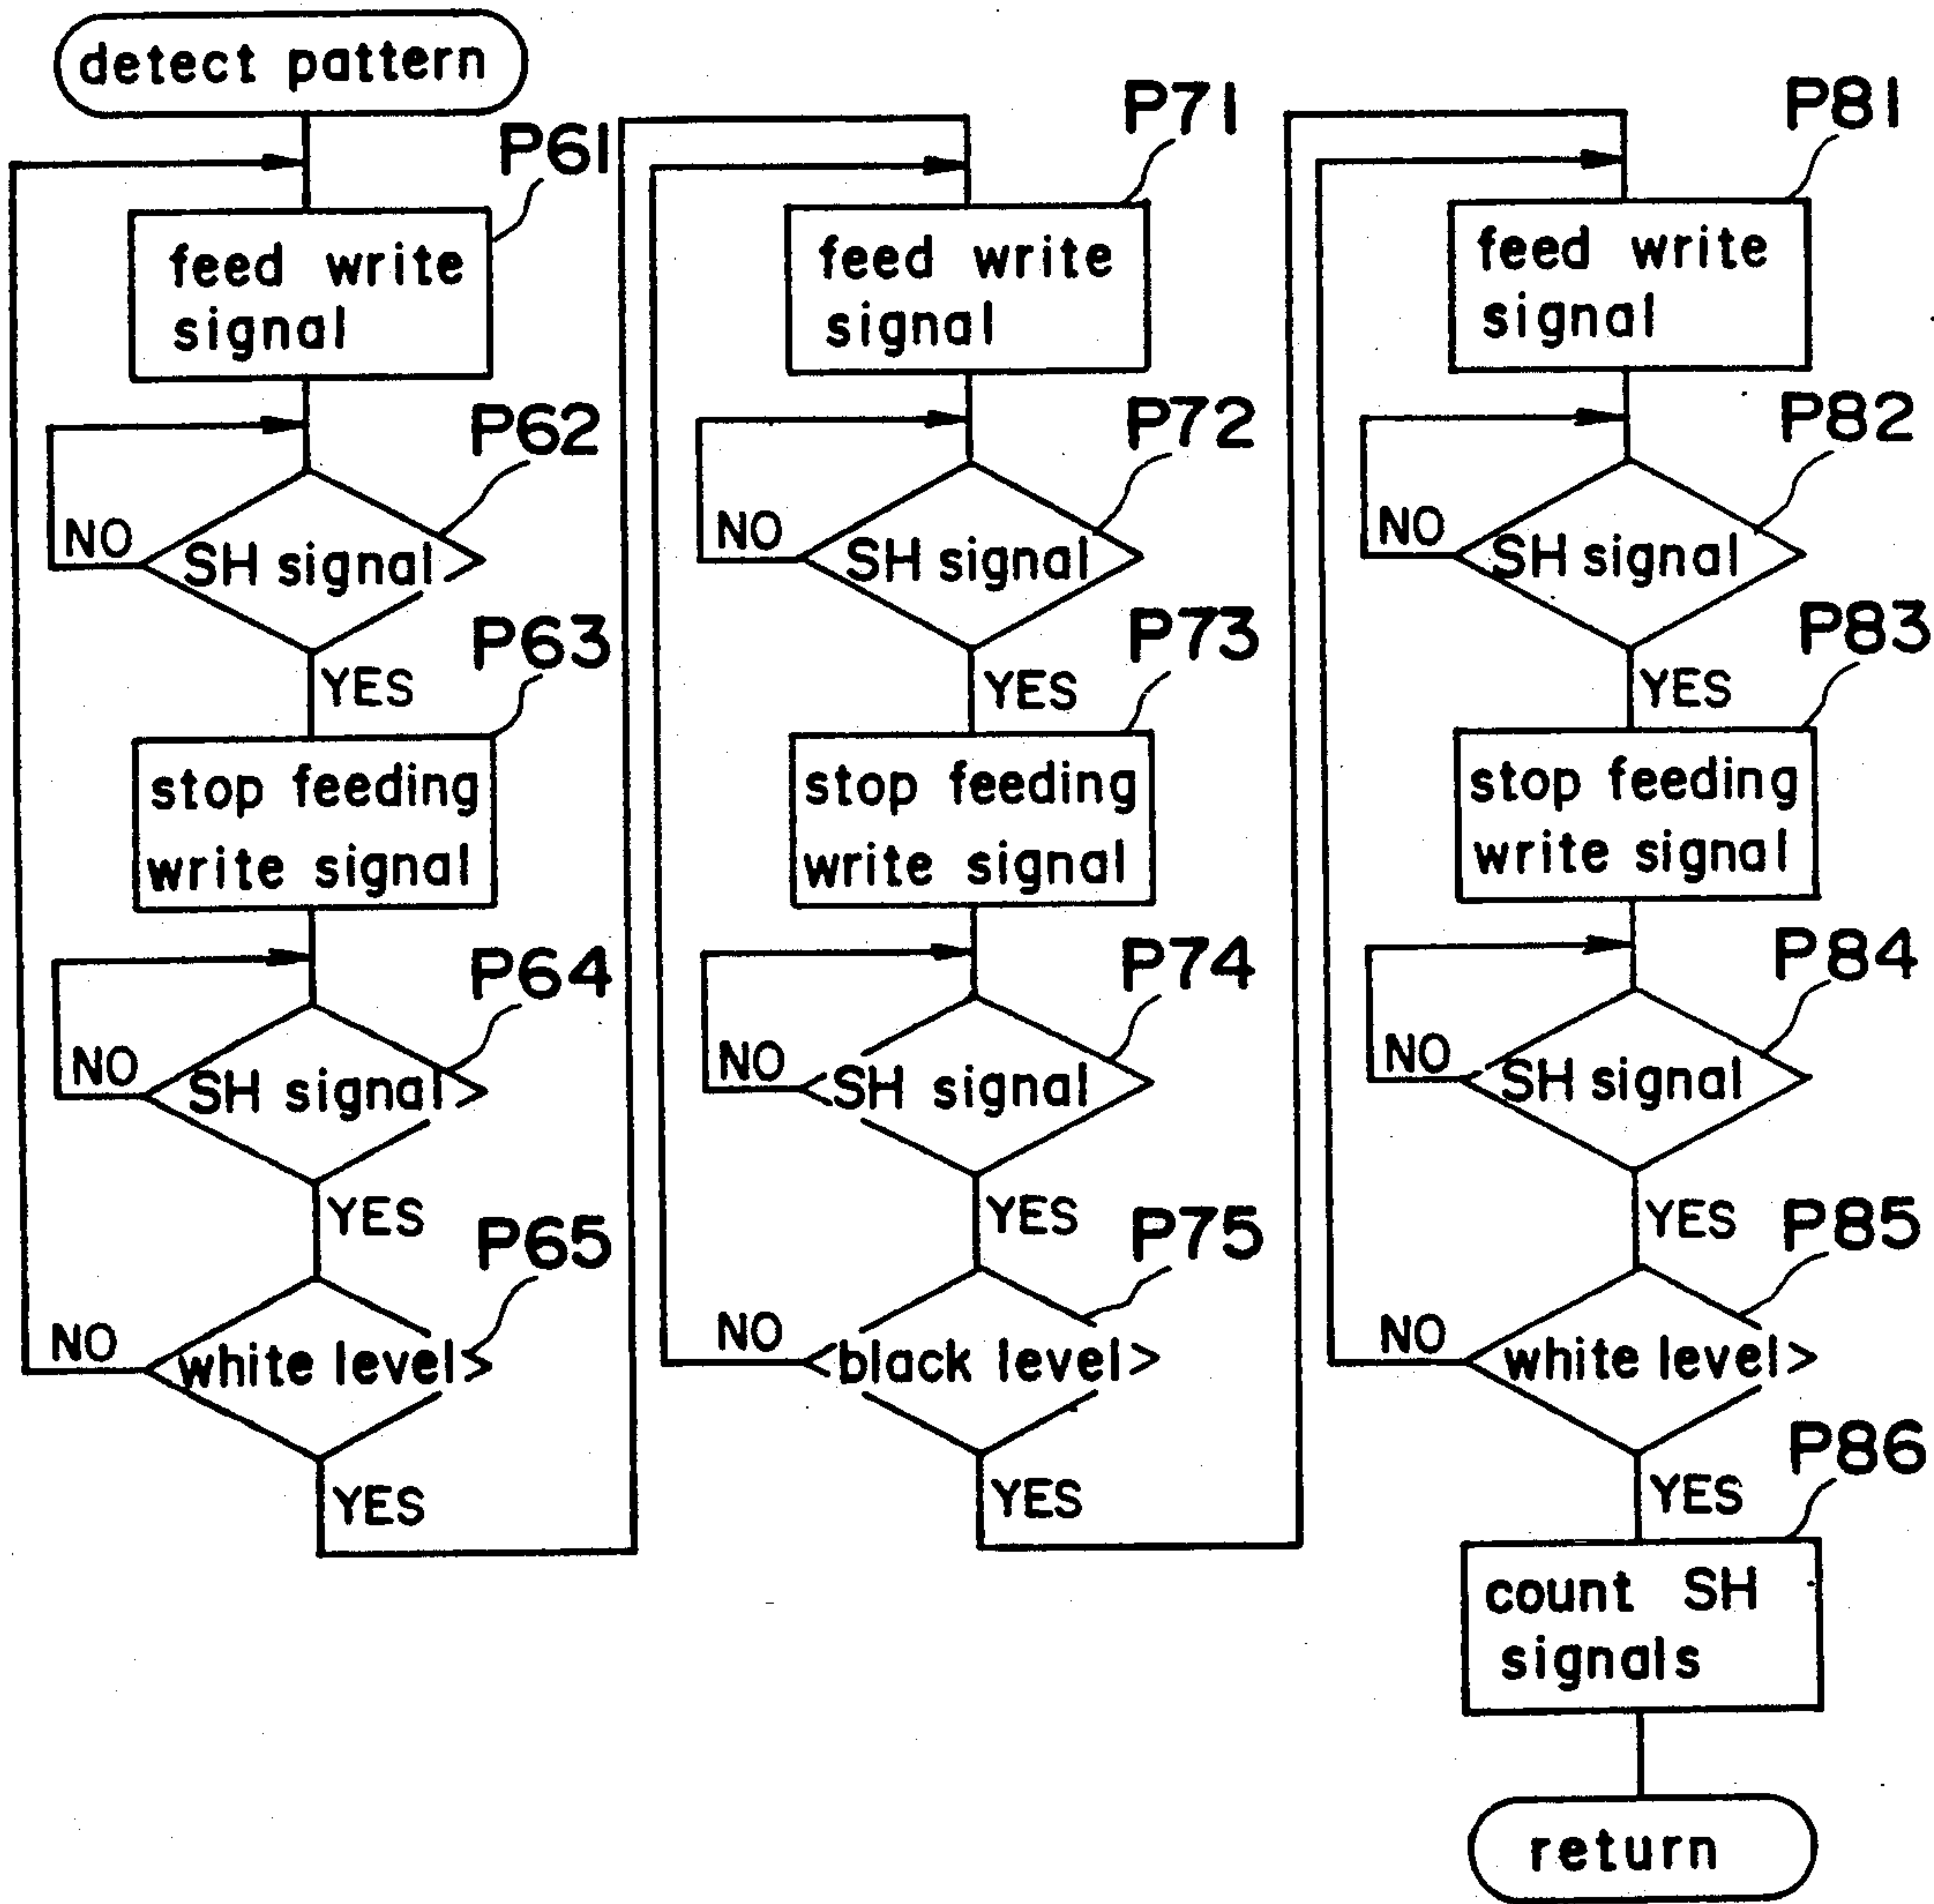 detect pattern
P61
feed write
signal
P62
NO
SH signal
YES
P63
stop feeding
write signal
P64
NO
SH signal
YES
P65
NO
white level
YES
P71
feed write
signal
P72
NO
SH signal
YES
P73
stop feeding
write signal
P74
NO
SH signal
YES
P75
NO
black level
YES
P81
feed write
signal
P82
NO
SH signal
YES
P83
stop feeding
write signal
P84
NO
SH signal
YES
P85
NO
white level
YES
P86
count SH
signals
return